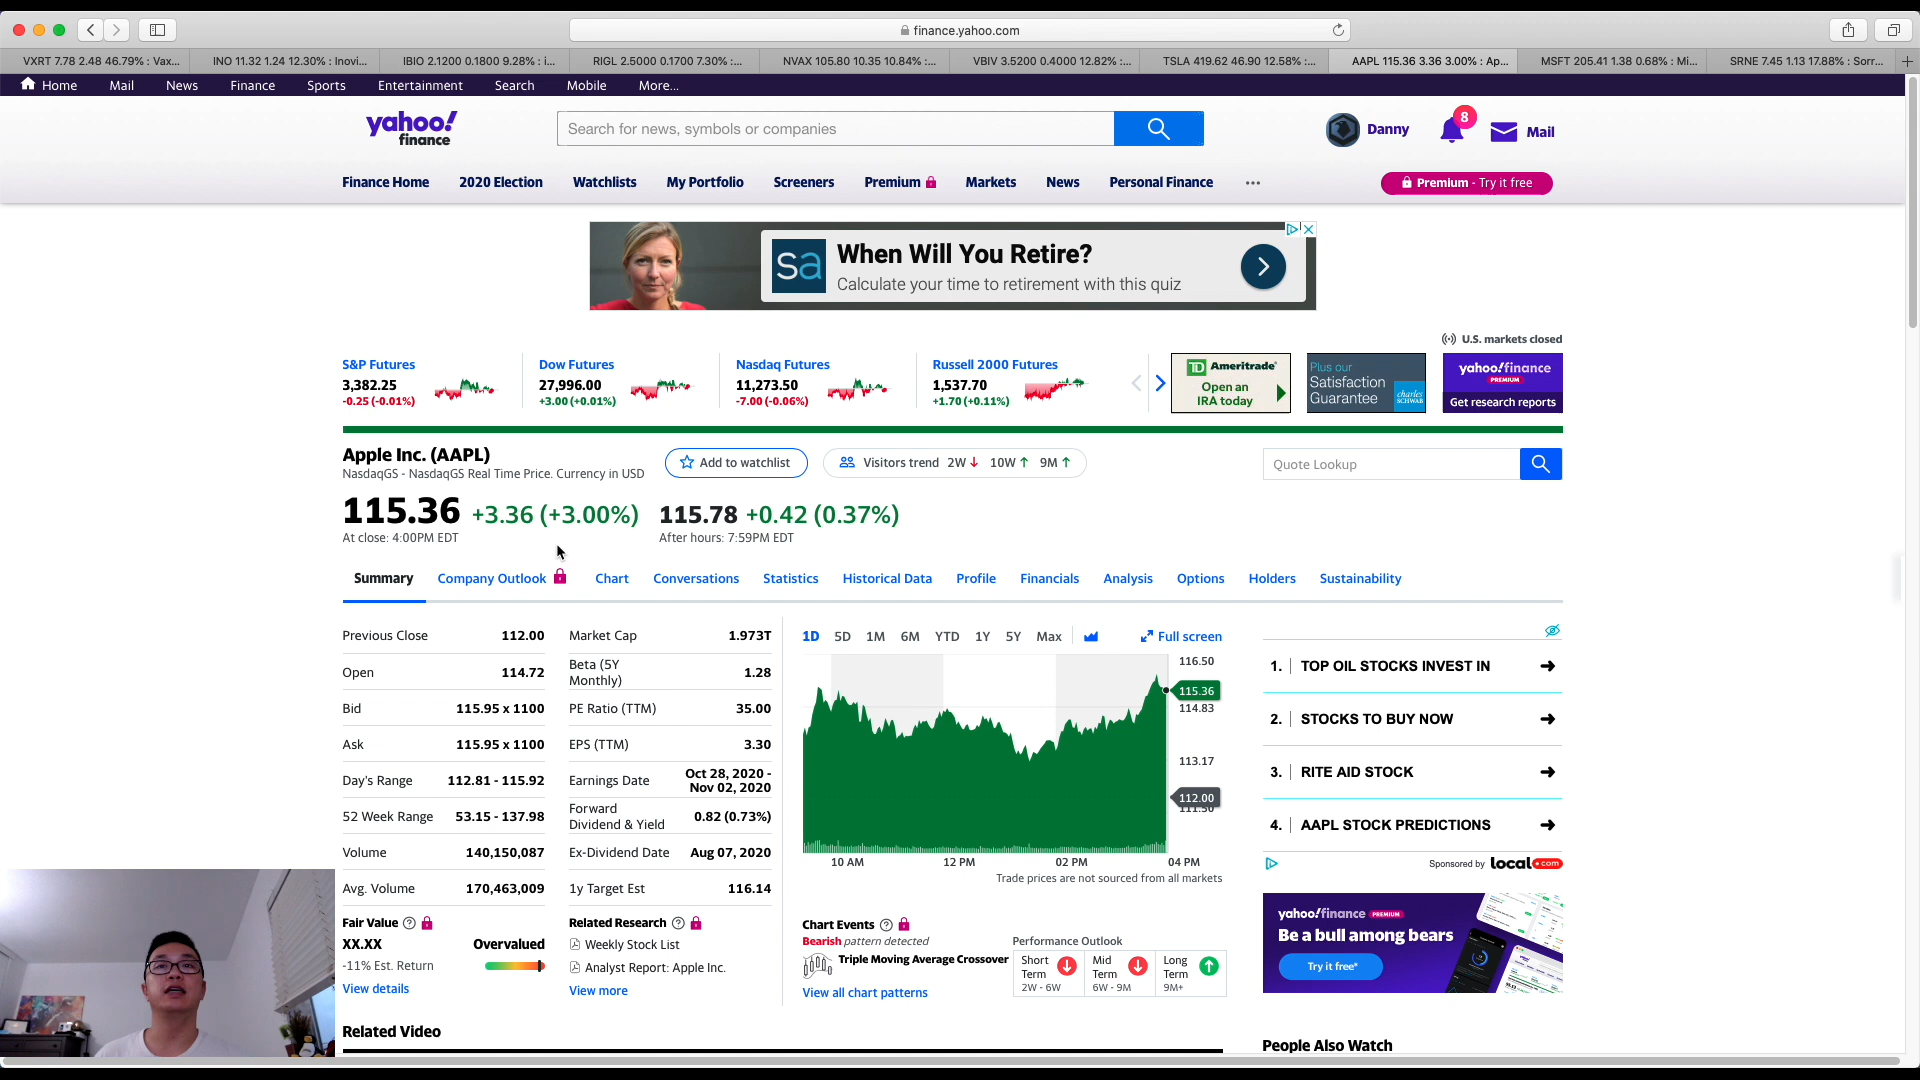 finance.yahoo.com
VXRT 7.78 2.48 46.79% : Vax...
INO 11.32 1.24 12.30% : Inovi...
IBIO 2.1200 0.1800 9.28% : i...
RIGL 2.5000 0.1700 7.30% :...
NVAX 105.80 10.35 10.84% :...
VBIV 3.5200 0.4000 12.82% :...
TSLA 419.62 46.90 12.58% :...
AAPL 115.36 3.36 3.00% : Ap...
MSFT 205.41 1.38 0.68% : Mi...
SRNE 7.45 1.13 17.88% : Sorr...
Home Mail News Finance Sports Entertainment Search Mobile More...
yahoo!
finance
Search for news, symbols or companies
Danny
8
Mail
Finance Home 2020 Election Watchlists My Portfolio Screeners Premium Markets News Personal Finance ...
Premium - Try it free
sa
When Will You Retire?
Calculate your time to retirement with this quiz
U.S. markets closed
S&P Futures
3,382.25
-0.25 (-0.01%)
Dow Futures
27,996.00
+3.00 (+0.01%)
Nasdaq Futures
11,273.50
-7.00 (-0.06%)
Russell 2000 Futures
1,537.70
+1.70 (+0.11%)
TD Ameritrade
Open an
IRA today
Plus our
Satisfaction
Guarantee
charles
SCHWAB
yahoo!finance
PREMIUM
Get research reports
Apple Inc. (AAPL)
NasdaqGS - NasdaqGS Real Time Price. Currency in USD
Add to watchlist
Visitors trend 2W 10W 9M
Quote Lookup
115.36 +3.36 (+3.00%)
At close: 4:00PM EDT
115.78 +0.42 (0.37%)
After hours: 7:59PM EDT
Summary Company Outlook Chart Conversations Statistics Historical Data Profile Financials Analysis Options Holders Sustainability
Previous Close 112.00
Open 114.72
Bid 115.95 x 1100
Ask 115.95 x 1100
Day's Range 112.81 - 115.92
52 Week Range 53.15 - 137.98
Volume 140,150,087
Avg. Volume 170,463,009
Market Cap 1.973T
Beta (5Y
Monthly) 1.28
PE Ratio (TTM) 35.00
EPS (TTM) 3.30
Earnings Date Oct 28, 2020 -
Nov 02, 2020
Forward
Dividend & Yield 0.82 (0.73%)
Ex-Dividend Date Aug 07, 2020
1y Target Est 116.14
1D 5D 1M 6M YTD 1Y 5Y Max
Full screen
116.50
115.36
114.83
113.17
112.00
111.50
10 AM 12 PM 02 PM 04 PM
Trade prices are not sourced from all markets
Fair Value
XX.XX Overvalued
-11% Est. Return
View details
Related Research
Weekly Stock List
Analyst Report: Apple Inc.
View more
Chart Events
Bearish pattern detected
Triple Moving Average Crossover
View all chart patterns
Performance Outlook
Short
Term
2W - 6W
Mid
Term
6W - 9M
Long
Term
9M+
1. TOP OIL STOCKS INVEST IN
2. STOCKS TO BUY NOW
3. RITE AID STOCK
4. AAPL STOCK PREDICTIONS
Sponsored by local.com
yahoo!finance PREMIUM
Be a bull among bears
Try it free*
Related Video
People Also Watch